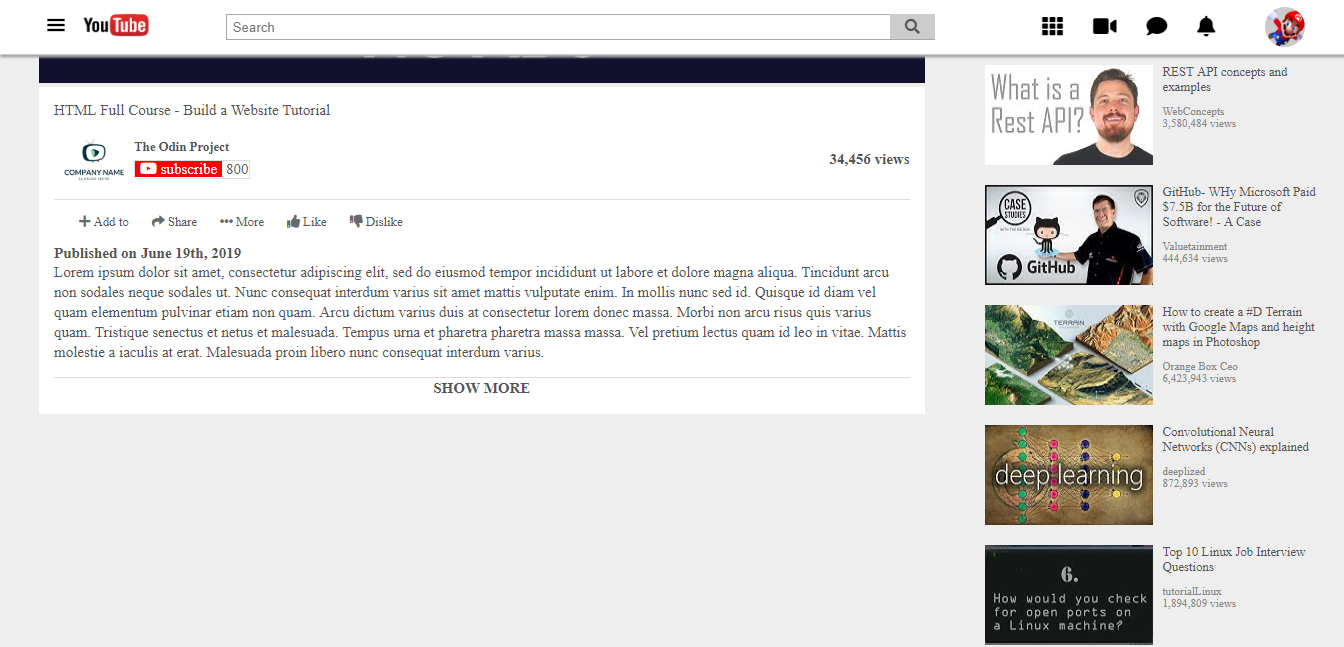 YouTube
Search
HTML Full Course - Build a Website Tutorial
COMPANY NAME
SLOGAN HERE
The Odin Project
subscribe 800
34,456 views
Add to Share More Like Dislike
Published on June 19th, 2019
Lorem ipsum dolor sit amet, consectetur adipiscing elit, sed do eiusmod tempor incididunt ut labore et dolore magna aliqua. Tincidunt arcu
non sodales neque sodales ut. Nunc consequat interdum varius sit amet mattis vulputate enim. In mollis nunc sed id. Quisque id diam vel
quam elementum pulvinar etiam non quam. Arcu dictum varius duis at consectetur lorem donec massa. Morbi non arcu risus quis varius
quam. Tristique senectus et netus et malesuada. Tempus urna et pharetra pharetra massa massa. Vel pretium lectus quam id leo in vitae. Mattis
molestie a iaculis at erat. Malesuada proin libero nunc consequat interdum varius.
SHOW MORE
What is a
Rest API?
REST API concepts and
examples
WebConcepts
3,580,484 views
CASE
STUDIES
GitHub
GitHub- WHy Microsoft Paid
$7.5B for the Future of
Software! - A Case
Valuetainment
444,634 views
TERRAIN
How to create a #D Terrain
with Google Maps and height
maps in Photoshop
Orange Box Ceo
6,423,943 views
deep learning
Convolutional Neural
Networks (CNNs) explained
deeplized
872,893 views
6.
How would you check
for open ports on
a Linux machine?
Top 10 Linux Job Interview
Questions
tutorialLinux
1,894,809 views